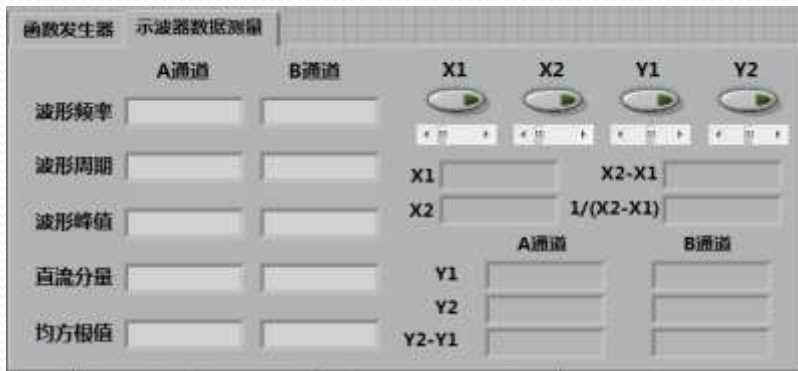 函数发生器 示波器数据测量
A通道 B通道 X1 X2 Y1 Y2
波形频率
波形周期 X1 X2-X1
波形峰值 X2 1/(X2-X1)
A通道 B通道
直流分量 Y1
Y2
均方根值 Y2-Y1